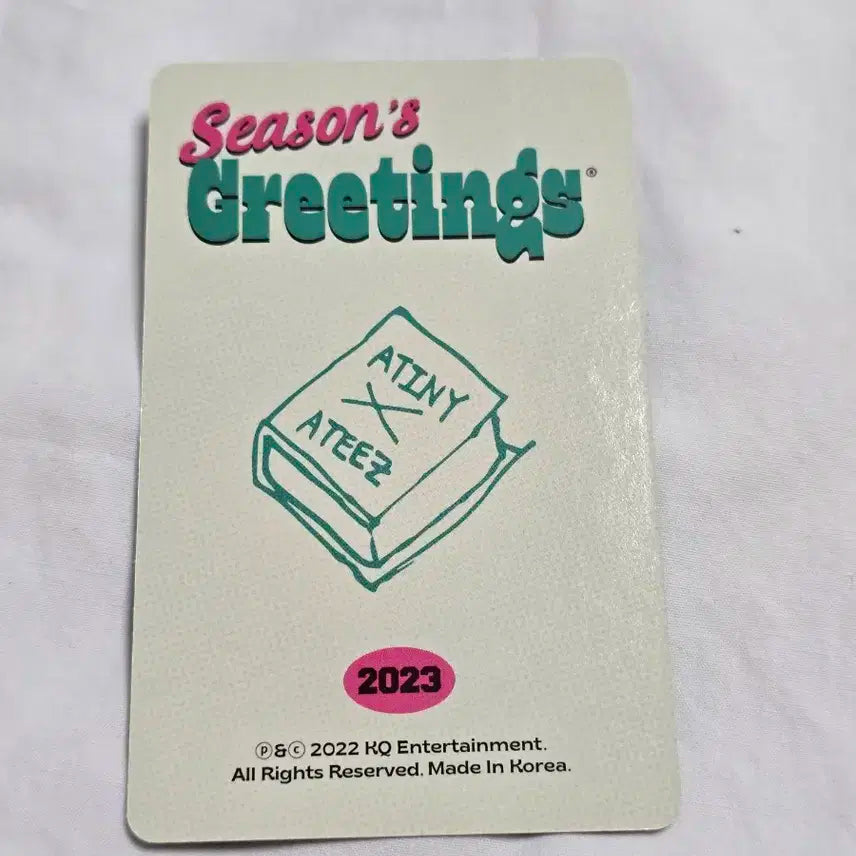 Season's
Greetings®
ATINY
X
ATEEZ
2023
Ⓟ&ⓒ 2022 KQ Entertainment.
All Rights Reserved. Made In Korea.